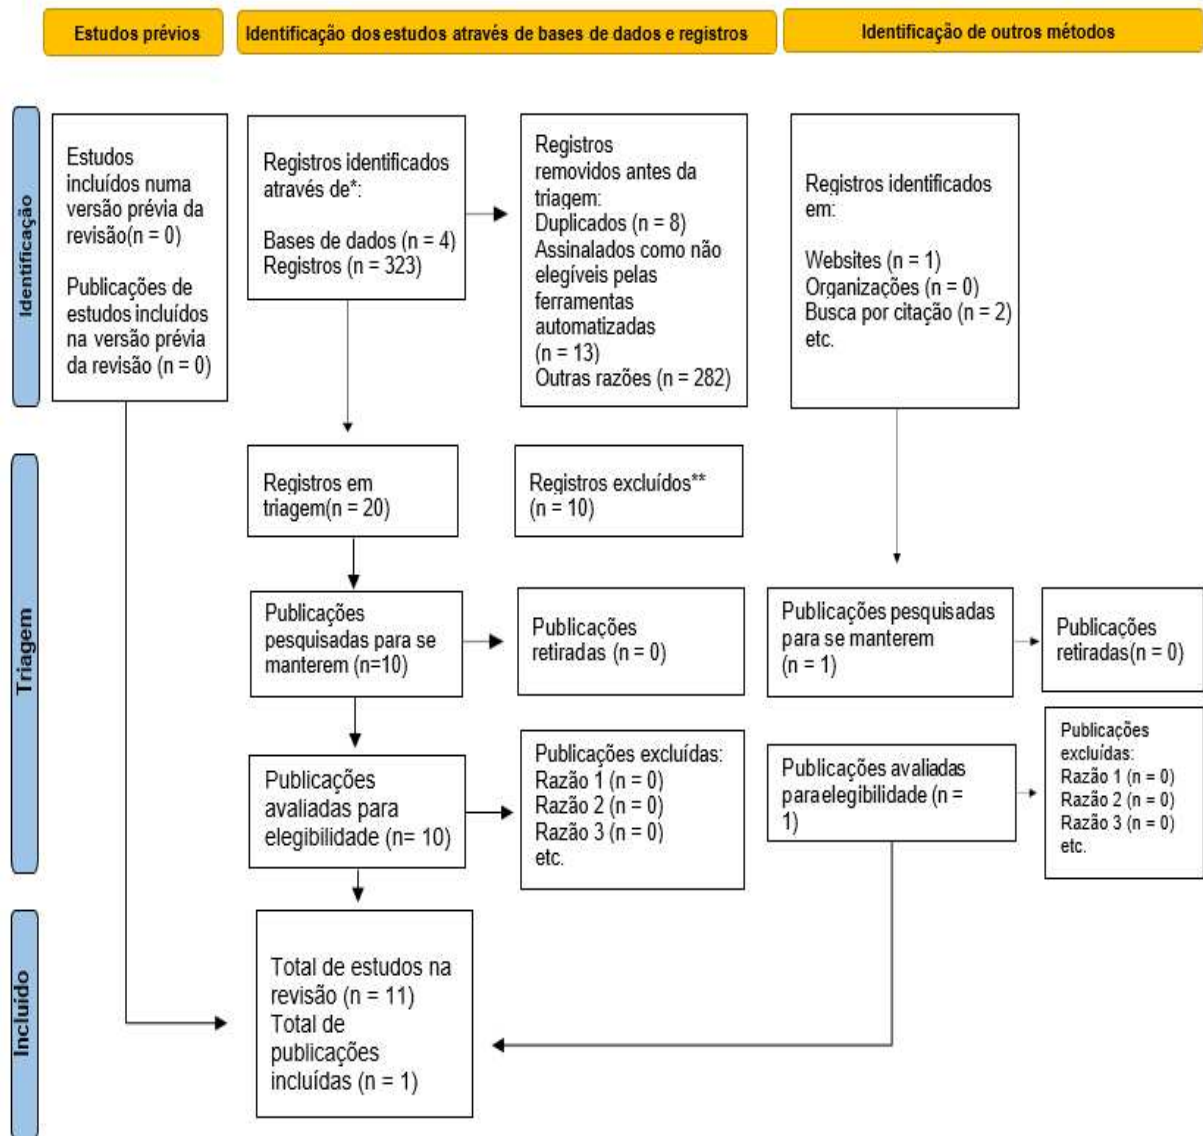 Estudos prévios
Identificação dos estudos através de bases de dados e registros
Identificação de outros métodos
Identificação
Estudos
incluídos numa
versão prévia da
revisão(n = 0)
Publicações de
estudos incluídos
na versão prévia
da revisão (n = 0)
Registros identificados
através de*:
Bases de dados (n = 4)
Registros (n = 323)
Registros
removidos antes da
triagem:
Duplicados (n = 8)
Assinalados como não
elegíveis pelas
ferramentas
automatizadas
(n = 13)
Outras razões (n = 282)
Registros identificados
em:
Websites (n = 1)
Organizações (n = 0)
Busca por citação (n = 2)
etc.
Triagem
Registros em
triagem(n = 20)
Registros excluídos**
(n = 10)
Publicações
pesquisadas para se
manterem (n=10)
Publicações
retiradas (n = 0)
Publicações pesquisadas
para se manterem
(n = 1)
Publicações
retiradas(n = 0)
Publicações
avaliadas para
elegibilidade (n= 10)
Publicações excluídas:
Razão 1 (n = 0)
Razão 2 (n = 0)
Razão 3 (n = 0)
etc.
Publicações avaliadas
para elegibilidade (n =
1)
Publicações
excluídas:
Razão 1 (n = 0)
Razão 2 (n = 0)
Razão 3 (n = 0)
etc.
Incluído
Total de estudos na
revisão (n = 11)
Total de
publicações
incluídas (n = 1)